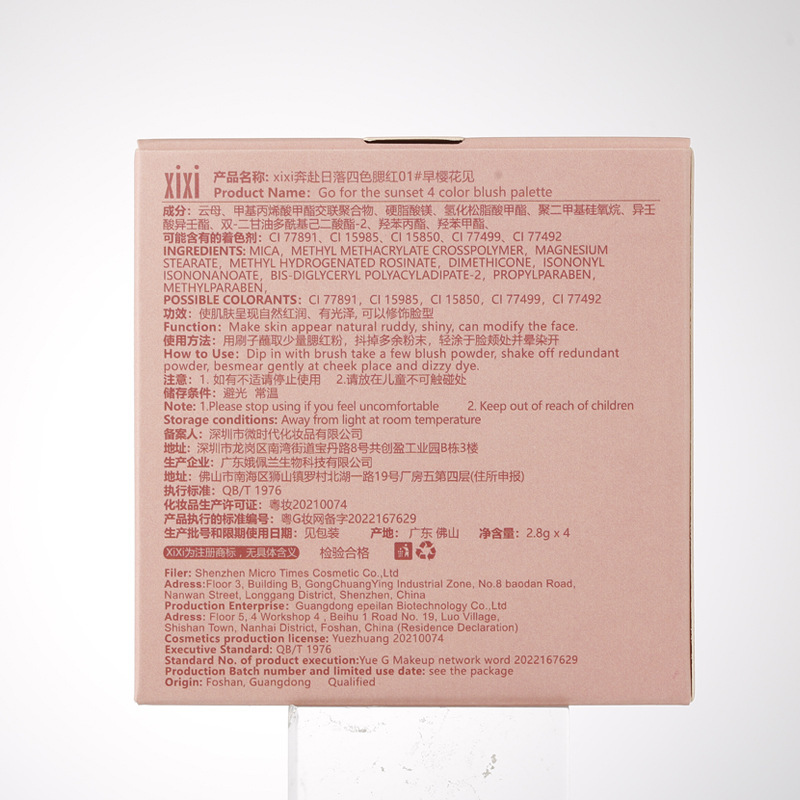 xixi 产品名称: xixi奔赴日落四色腮红01#早樱花见
Product Name: Go for the sunset 4 color blush palette
成分: 云母、甲基丙烯酸甲酯交联聚合物、硬脂酸镁、氢化松脂酸甲酯、聚二甲基硅氧烷、异壬
酸异壬酯、双-二甘油多酰基己二酸酯-2、羟苯丙酯、羟苯甲酯、
可能含有的着色剂: CI 77891、CI 15985、CI 15850、CI 77499、CI 77492
INGREDIENTS: MICA, METHYL METHACRYLATE CROSSPOLYMER, MAGNESIUM
STEARATE, METHYL HYDROGENATED ROSINATE, DIMETHICONE, ISONONYL
ISONONANOATE, BIS-DIGLYCERYL POLYACYLADIPATE-2, PROPYLPARABEN,
METHYLPARABEN,
POSSIBLE COLORANTS: CI 77891, CI 15985, CI 15850, CI 77499, CI 77492
功效: 使肌肤呈现自然红润、有光泽, 可以修饰脸型
Function: Make skin appear natural ruddy, shiny, can modify the face.
使用方法: 用刷子蘸取少量腮红粉, 抖掉多余粉末, 轻涂于脸颊处并晕染开
How to Use: Dip in with brush take a few blush powder, shake off redundant
powder, besmear gently at cheek place and dizzy dye.
注意: 1. 如有不适请停止使用 2.请放在儿童不可触碰处
储存条件: 避光 常温
Note: 1.Please stop using if you feel uncomfortable 2. Keep out of reach of children
Storage conditions: Away from light at room temperature
备案人: 深圳市微时代化妆品有限公司
地址: 深圳市龙岗区南湾街道宝丹路8号共创盈工业园B栋3楼
生产企业: 广东娥佩兰生物科技有限公司
地址: 佛山市南海区狮山镇罗村北湖一路19号厂房五第四层(住所申报)
执行标准: QB/T 1976
化妆品生产许可证: 粤妆20210074
产品执行的标准编号: 粤G妆网备字2022167629
生产批号和限期使用日期: 见包装 产地: 广东 佛山 净含量: 2.8g x 4
XiXi为注册商标, 无具体含义 检验合格
Filer: Shenzhen Micro Times Cosmetic Co.,Ltd
Adress:Floor 3, Building B, GongChuangYing Industrial Zone, No.8 baodan Road,
Nanwan Street, Longgang District, Shenzhen, China
Production Enterprise: Guangdong epeilan Biotechnology Co.,Ltd
Adress: Floor 5, 4 Workshop 4 , Beihu 1 Road No. 19, Luo Village,
Shishan Town, Nanhai District, Foshan, China (Residence Declaration)
Cosmetics production license: Yuezhuang 20210074
Executive Standard: QB/T 1976
Standard No. of product execution:Yue G Makeup network word 2022167629
Production Batch number and limited use date: see the package
Origin: Foshan, Guangdong Qualified